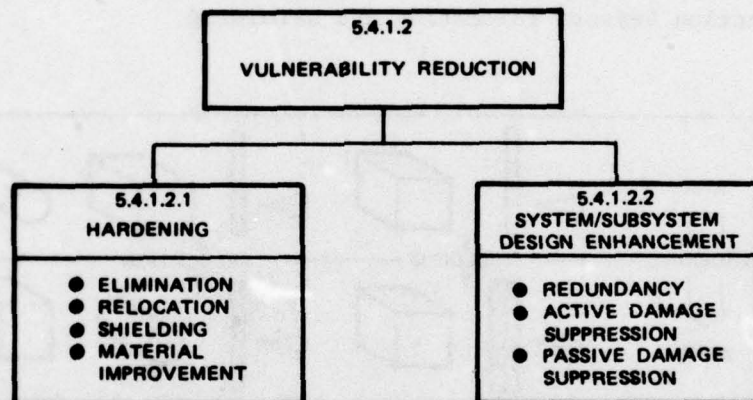 5.4.1.2
VULNERABILITY REDUCTION
5.4.1.2.1
HARDENING
● ELIMINATION
● RELOCATION
● SHIELDING
● MATERIAL
IMPROVEMENT
5.4.1.2.2
SYSTEM/SUBSYSTEM
DESIGN ENHANCEMENT
● REDUNDANCY
● ACTIVE DAMAGE
SUPPRESSION
● PASSIVE DAMAGE
SUPPRESSION